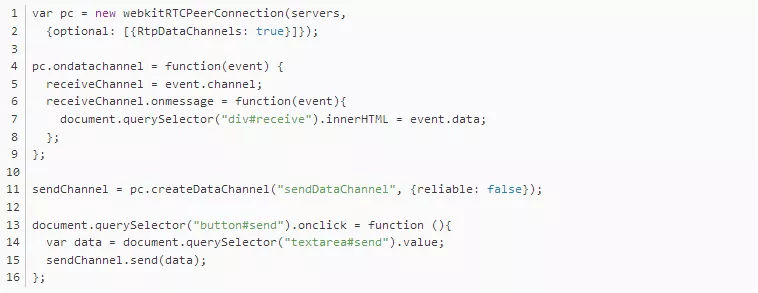 1 var pc = new webkitRTCPeerConnection(servers,
2   {optional: [{RtpDataChannels: true}]});
3
4 pc.ondatachannel = function(event) {
5   receiveChannel = event.channel;
6   receiveChannel.onmessage = function(event){
7     document.querySelector("div#receive").innerHTML = event.data;
8   };
9 };
10
11 sendChannel = pc.createDataChannel("sendDataChannel", {reliable: false});
12
13 document.querySelector("button#send").onclick = function (){
14   var data = document.querySelector("textarea#send").value;
15   sendChannel.send(data);
16 };